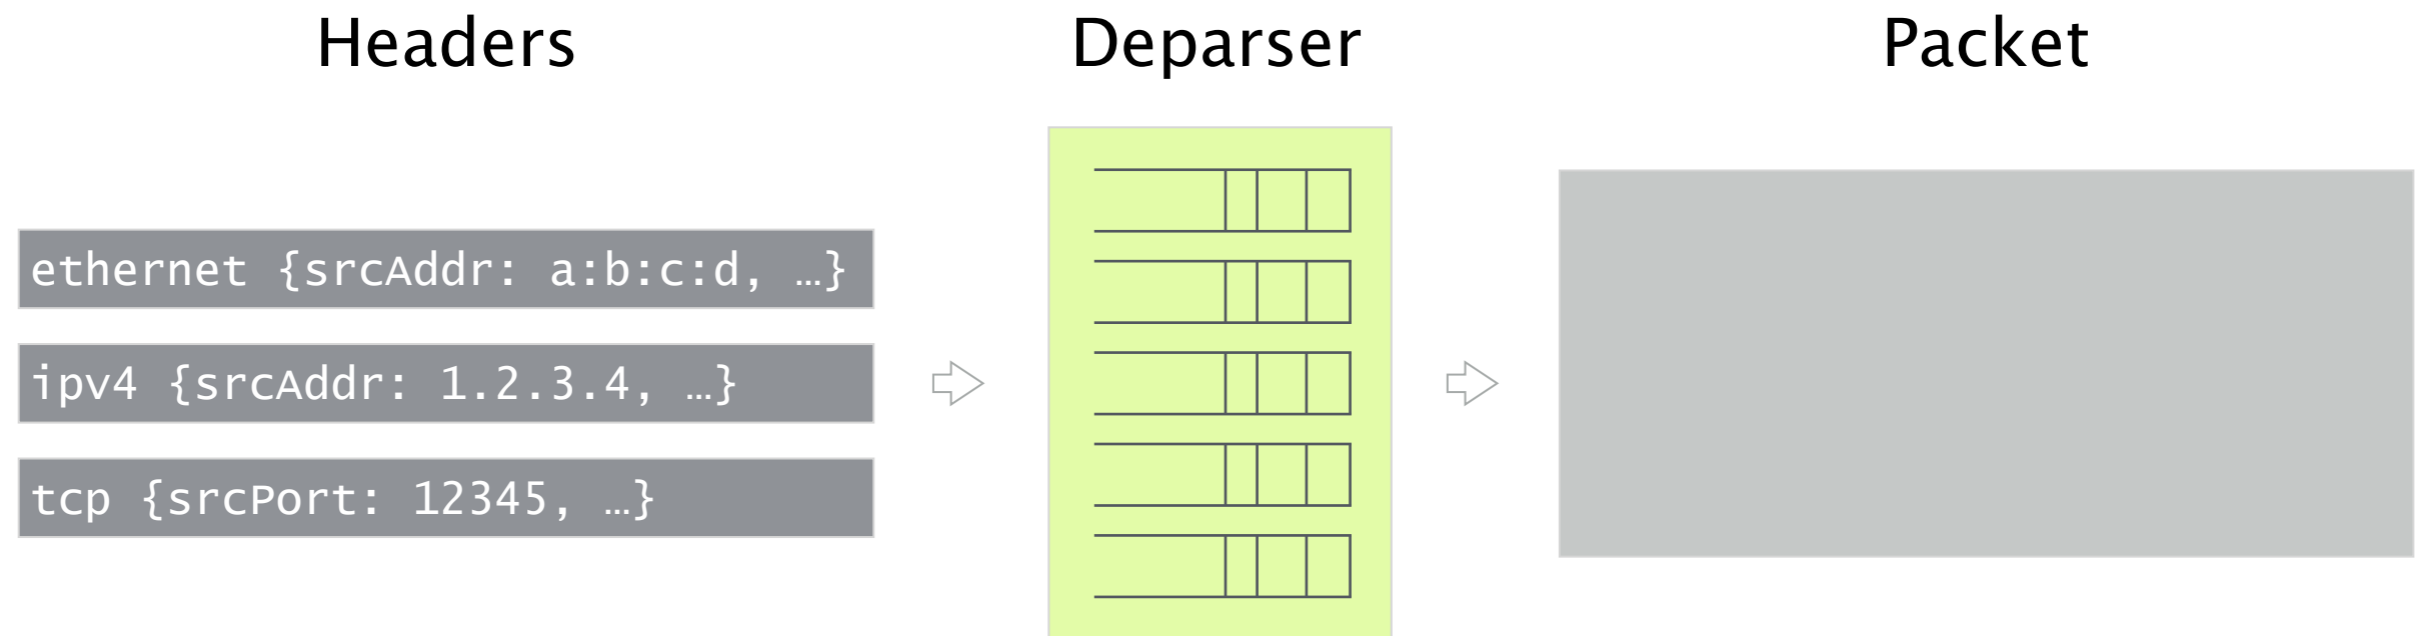 Headers
Deparser
Packet
ethernet {srcAddr: a:b:c:d, …}
ipv4 {srcAddr: 1.2.3.4, …}
tcp {srcPort: 12345, …}